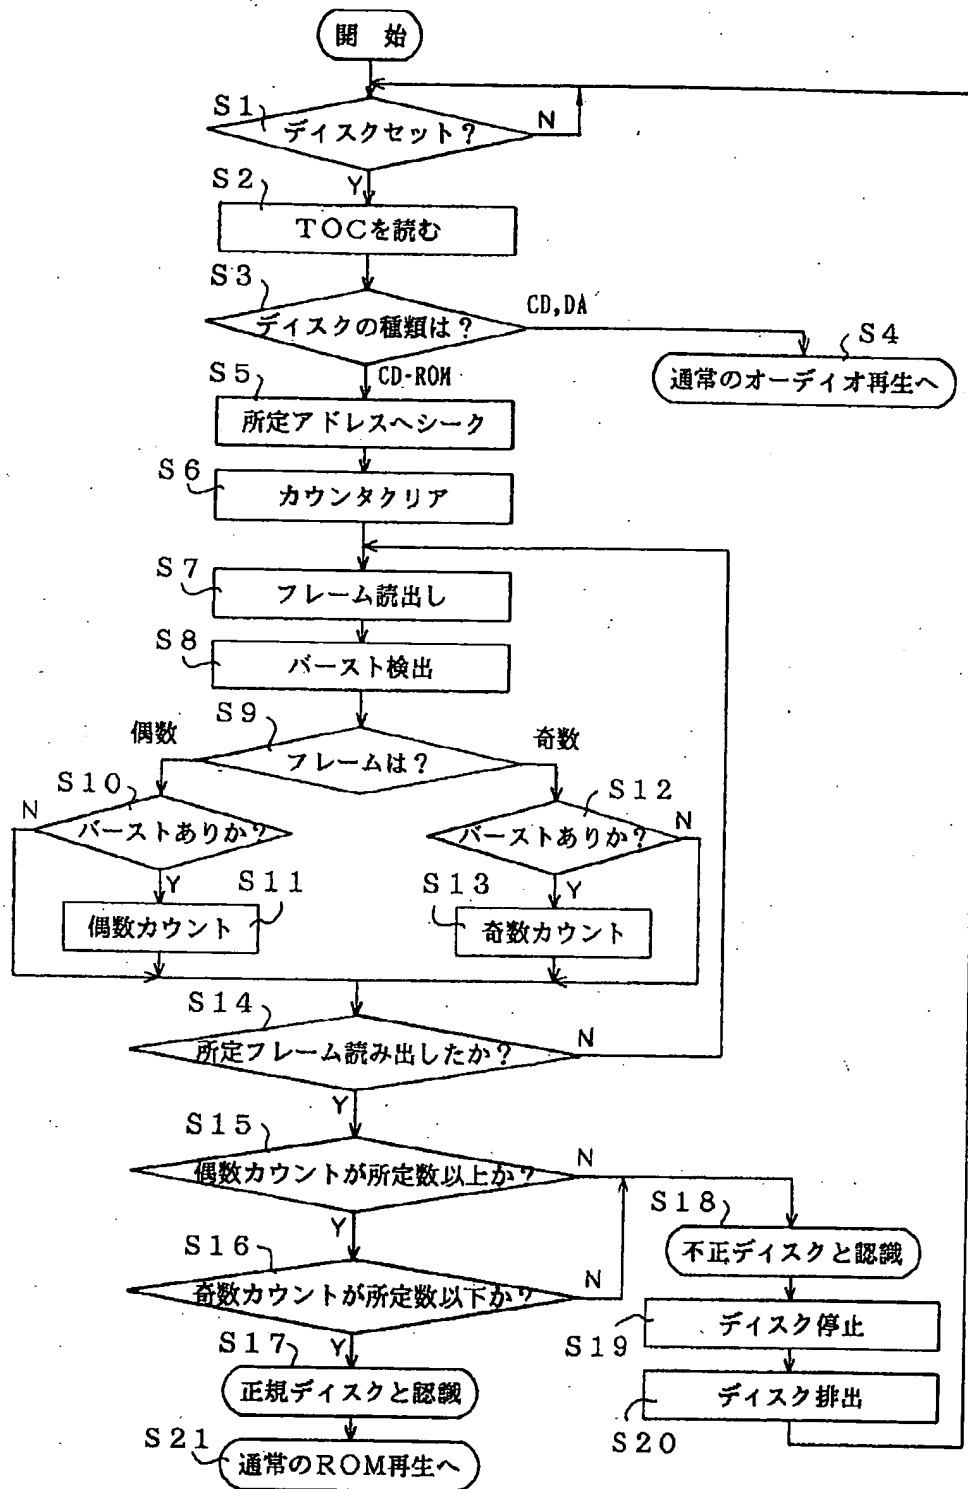 開 始
S1
ディスクセット？
N
Y
S2
TOCを読む
S3
ディスクの種類は？
CD,DA
S4
通常のオーディオ再生へ
CD-ROM
S5
所定アドレスへシーク
S6
カウンタクリア
S7
フレーム読出し
S8
バースト検出
S9
偶数
フレームは？
奇数
S10
N
バーストありか？
Y
S11
偶数カウント
S12
バーストありか？
N
Y
S13
奇数カウント
S14
所定フレーム読み出したか？
N
Y
S15
偶数カウントが所定数以上か？
N
Y
S16
奇数カウントが所定数以下か？
N
Y
S17
正規ディスクと認識
S21
通常のROM再生へ
S18
不正ディスクと認識
S19
ディスク停止
S20
ディスク排出